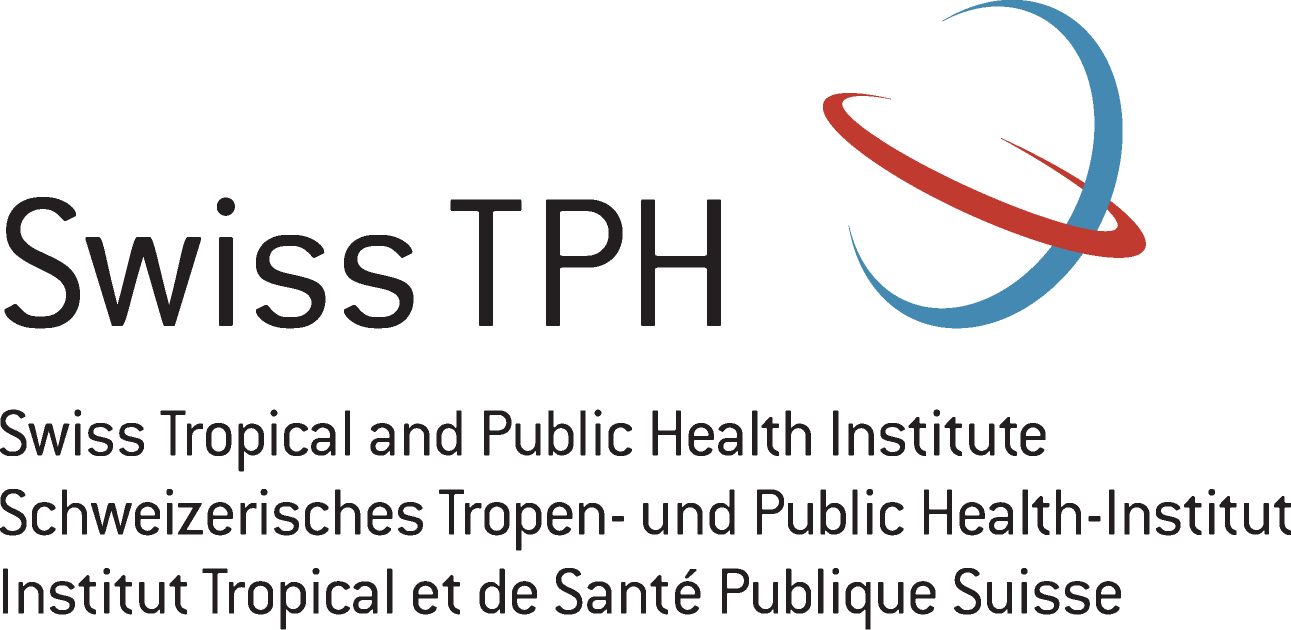 Swiss TPH
Swiss Tropical and Public Health Institute
Schweizerisches Tropen- und Public Health-Institut
Institut Tropical et de Santé Publique Suisse